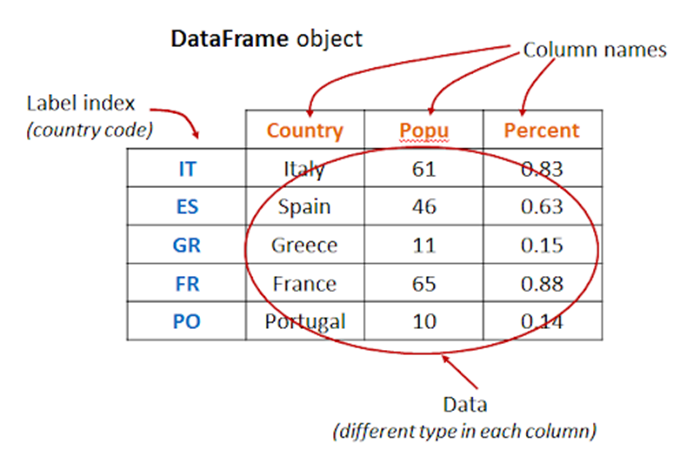 DataFrame object
Column names
Label index
(country code)
Country Popu Percent
IT Italy 61 0.83
ES Spain 46 0.63
GR Greece 11 0.15
FR France 65 0.88
PO Portugal 10 0.14
Data
(different type in each column)